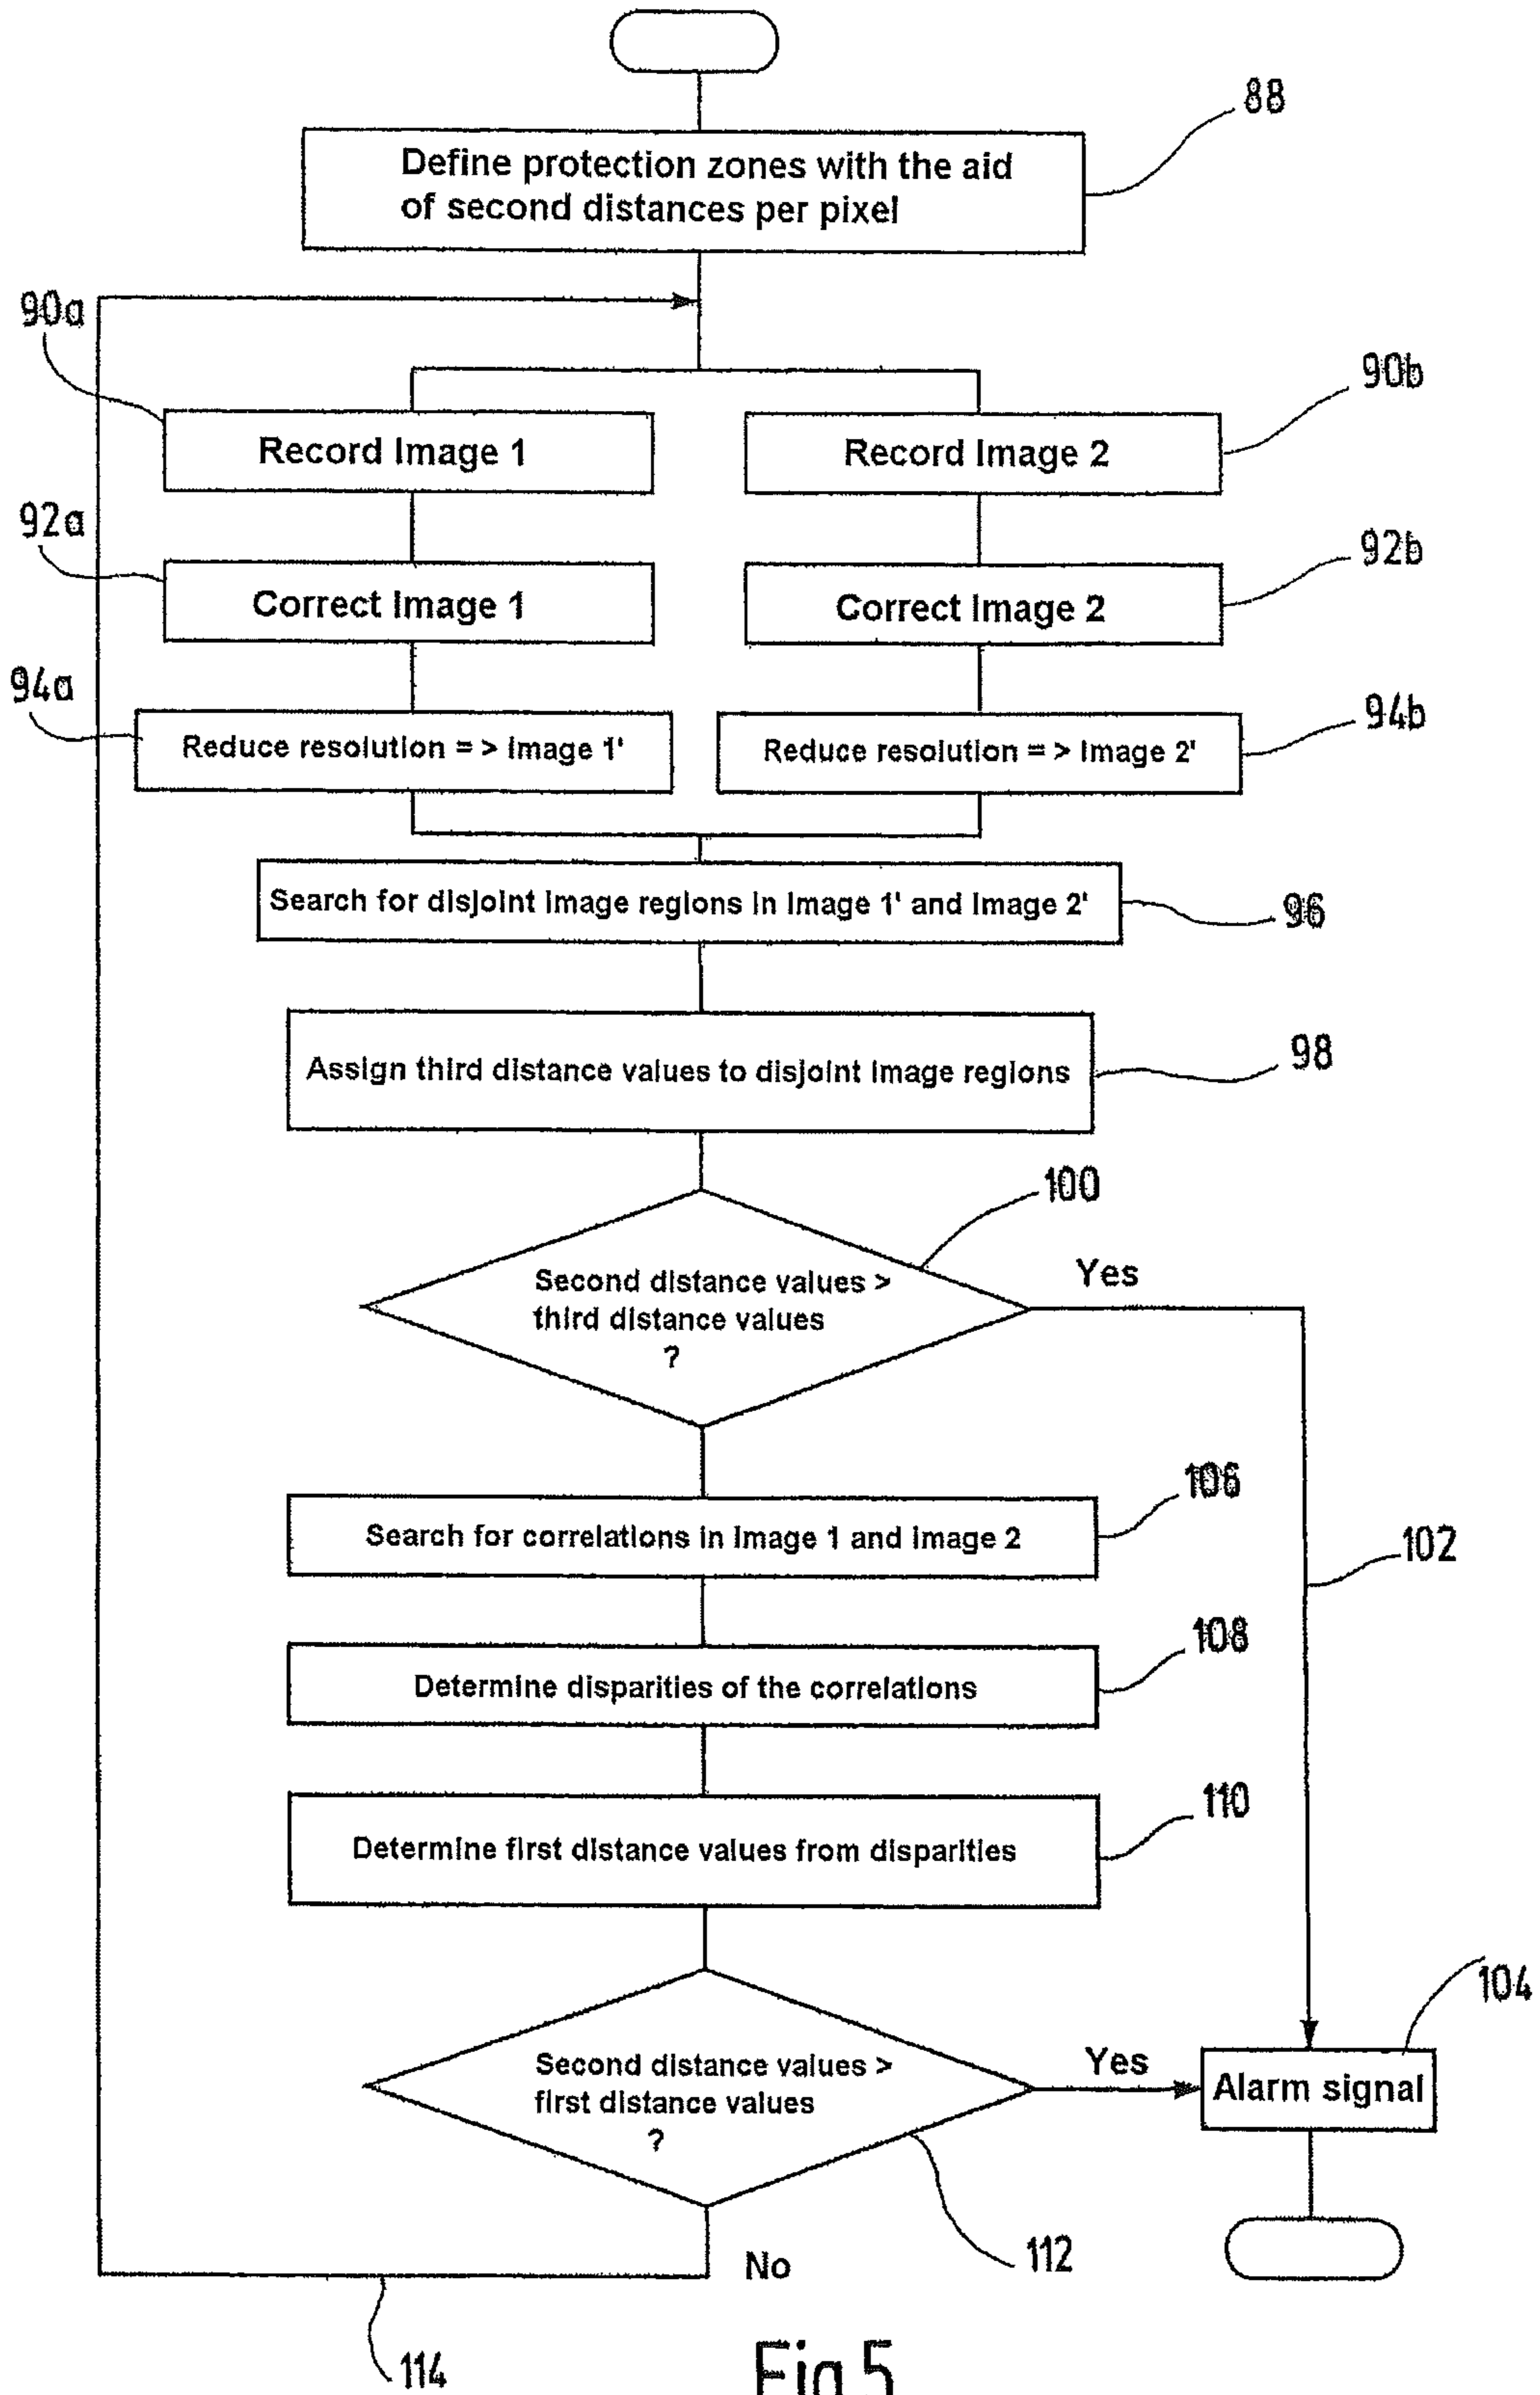 88
Define protection zones with the aid
of second distances per pixel
90a
90b
Record Image 1
Record Image 2
92a
92b
Correct Image 1
Correct Image 2
94a
94b
Reduce resolution = > Image 1'
Reduce resolution = > Image 2'
Search for disjoint image regions in Image 1' and Image 2'
96
Assign third distance values to disjoint image regions
98
100
Second distance values >
third distance values
?
Yes
106
Search for correlations in Image 1 and Image 2
102
108
Determine disparities of the correlations
110
Determine first distance values from disparities
104
Second distance values >
first distance values
?
Yes
Alarm signal
112
No
114
Fig.5